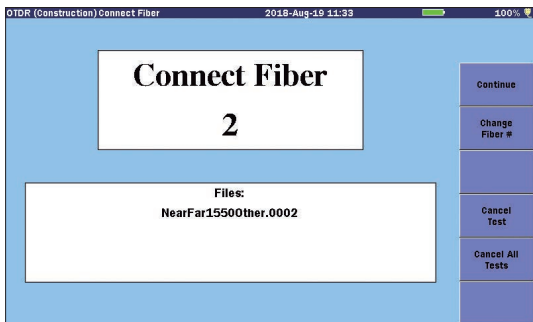 OTDR (Construction) Connect Fiber 2018-Aug-19 11:33 100%
Connect Fiber
2
Files:
NearFar1550Other.0002
Continue
Change
Fiber #
Cancel
Test
Cancel All
Tests